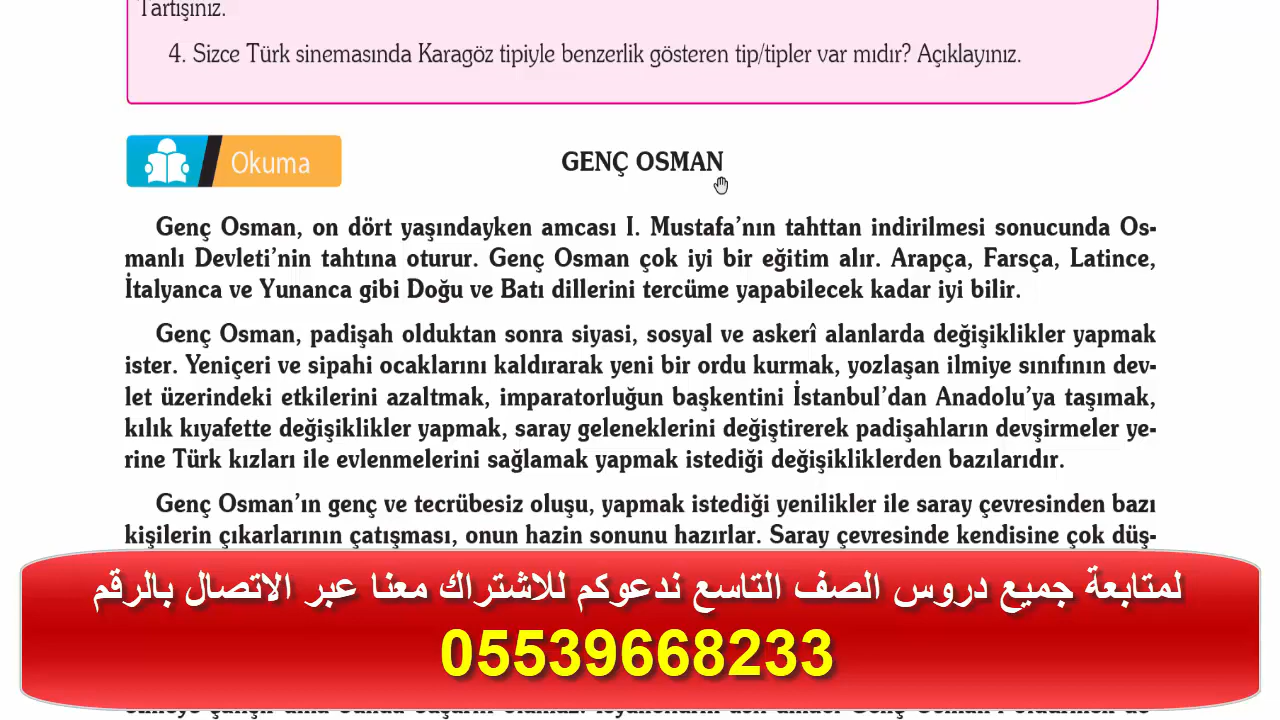 Tartışınız.
4. Sizce Türk sinemasında Karagöz tipiyle benzerlik gösteren tip/tipler var mıdır? Açıklayınız.
Okuma
GENÇ OSMAN
Genç Osman, on dört yaşındayken amcası I. Mustafa’nın tahttan indirilmesi sonucunda Os-
manlı Devleti’nin tahtına oturur. Genç Osman çok iyi bir eğitim alır. Arapça, Farsça, Latince,
İtalyanca ve Yunanca gibi Doğu ve Batı dillerini tercüme yapabilecek kadar iyi bilir.
Genç Osman, padişah olduktan sonra siyasi, sosyal ve askerî alanlarda değişiklikler yapmak
ister. Yeniçeri ve sipahi ocaklarını kaldırarak yeni bir ordu kurmak, yozlaşan ilmiye sınıfının dev-
let üzerindeki etkilerini azaltmak, imparatorluğun başkentini İstanbul’dan Anadolu’ya taşımak,
kılık kıyafette değişiklikler yapmak, saray geleneklerini değiştirerek padişahların devşirmeler ye-
rine Türk kızları ile evlenmelerini sağlamak yapmak istediği değişikliklerden bazılarıdır.
Genç Osman’ın genç ve tecrübesiz oluşu, yapmak istediği yenilikler ile saray çevresinden bazı
kişilerin çıkarlarının çatışması, onun hazin sonunu hazırlar. Saray çevresinde kendisine çok düş-
لمتابعة جميع دروس الصف التاسع ندعوكم للاشتراك معنا عبر الاتصال بالرقم
05539668233